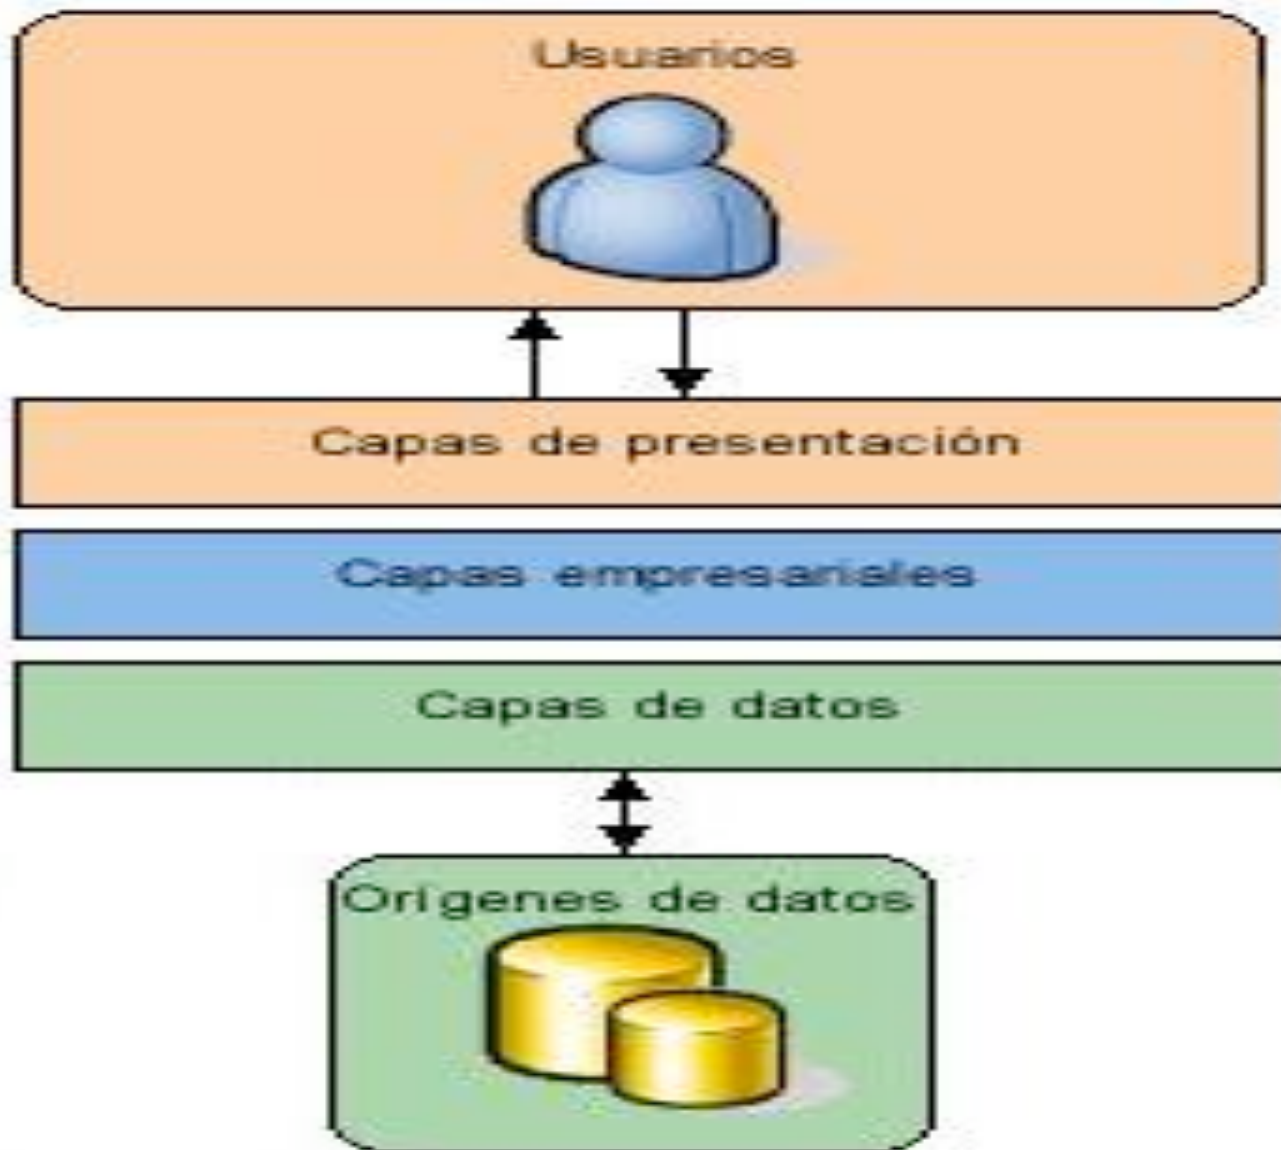 Usuarios
Capas de presentación
Capas empresariales
Capas de datos
Orígenes de datos